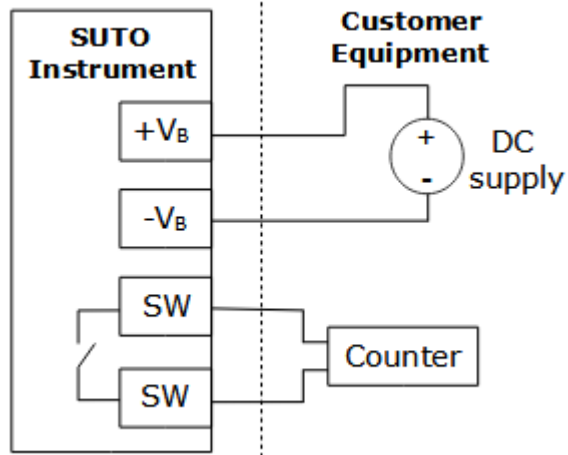 SUTO
Instrument
Customer
Equipment
+VB
+
-
DC
supply
-VB
SW
Counter
SW